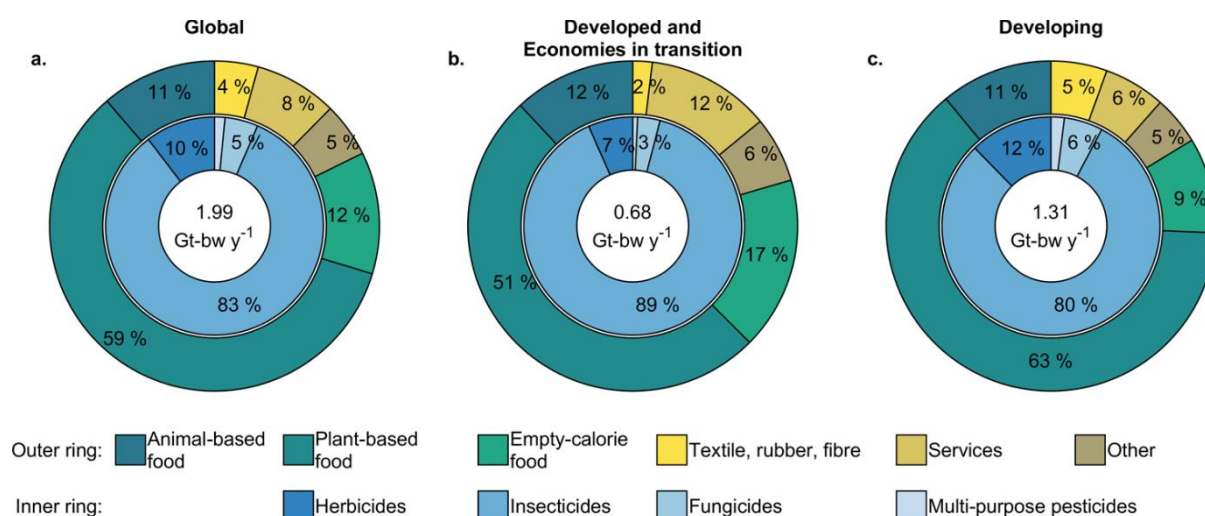 Global
Developed and
Economies in transition
Developing
a.
4 %
8 %
5 %
12 %
59 %
11 %
5 %
83 %
10 %
1.99
Gt-bw y⁻¹
b.
2 %
12 %
6 %
17 %
51 %
12 %
3 %
89 %
7 %
0.68
Gt-bw y⁻¹
c.
5 %
6 %
5 %
9 %
63 %
11 %
6 %
80 %
12 %
1.31
Gt-bw y⁻¹
Outer ring:
Animal-based
food
Plant-based
food
Empty-calorie
food
Textile, rubber, fibre
Services
Other
Inner ring:
Herbicides
Insecticides
Fungicides
Multi-purpose pesticides